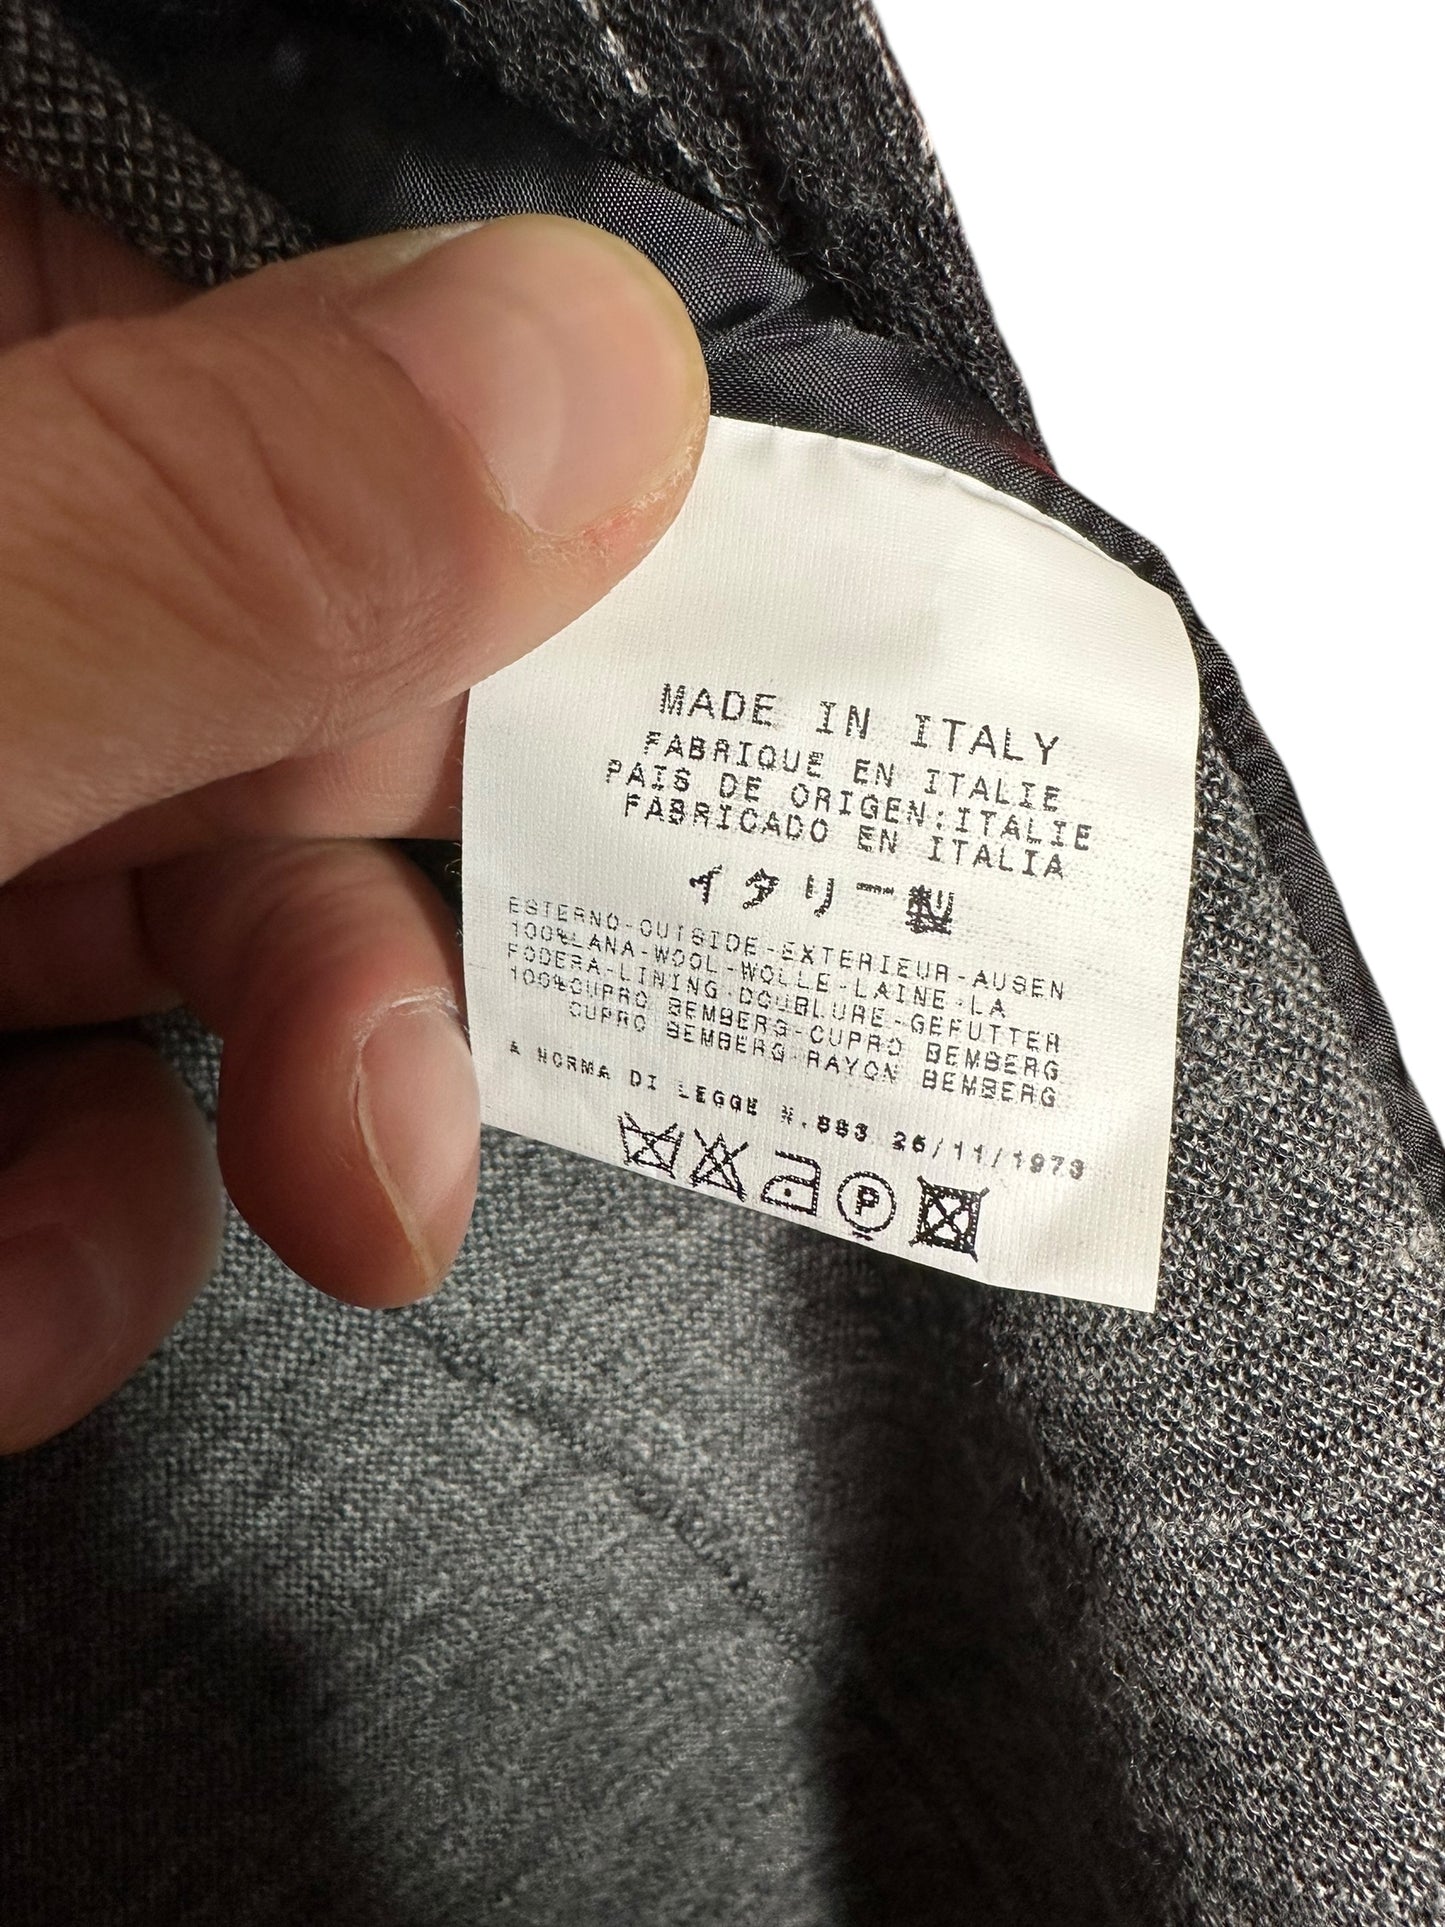 MADE IN ITALY
FABRIQUE EN ITALIE
PAIS DE ORIGEN:ITALIE
FABRICADO EN ITALIA
イタリー製
ESTERNO-OUTSIDE-EXTERIEUR-AUSEN
100%LANA-WOOL-WOLLE-LAINE-LA
FODERA-LINING-DOUBLURE-GEFUTTER
100%CUPRO BEMBERG-CUPRO BEMBERG
CUPRO BEMBERG RAYON BEMBERG
A NORMA DI LEGGE N.883 26/11/1973
P